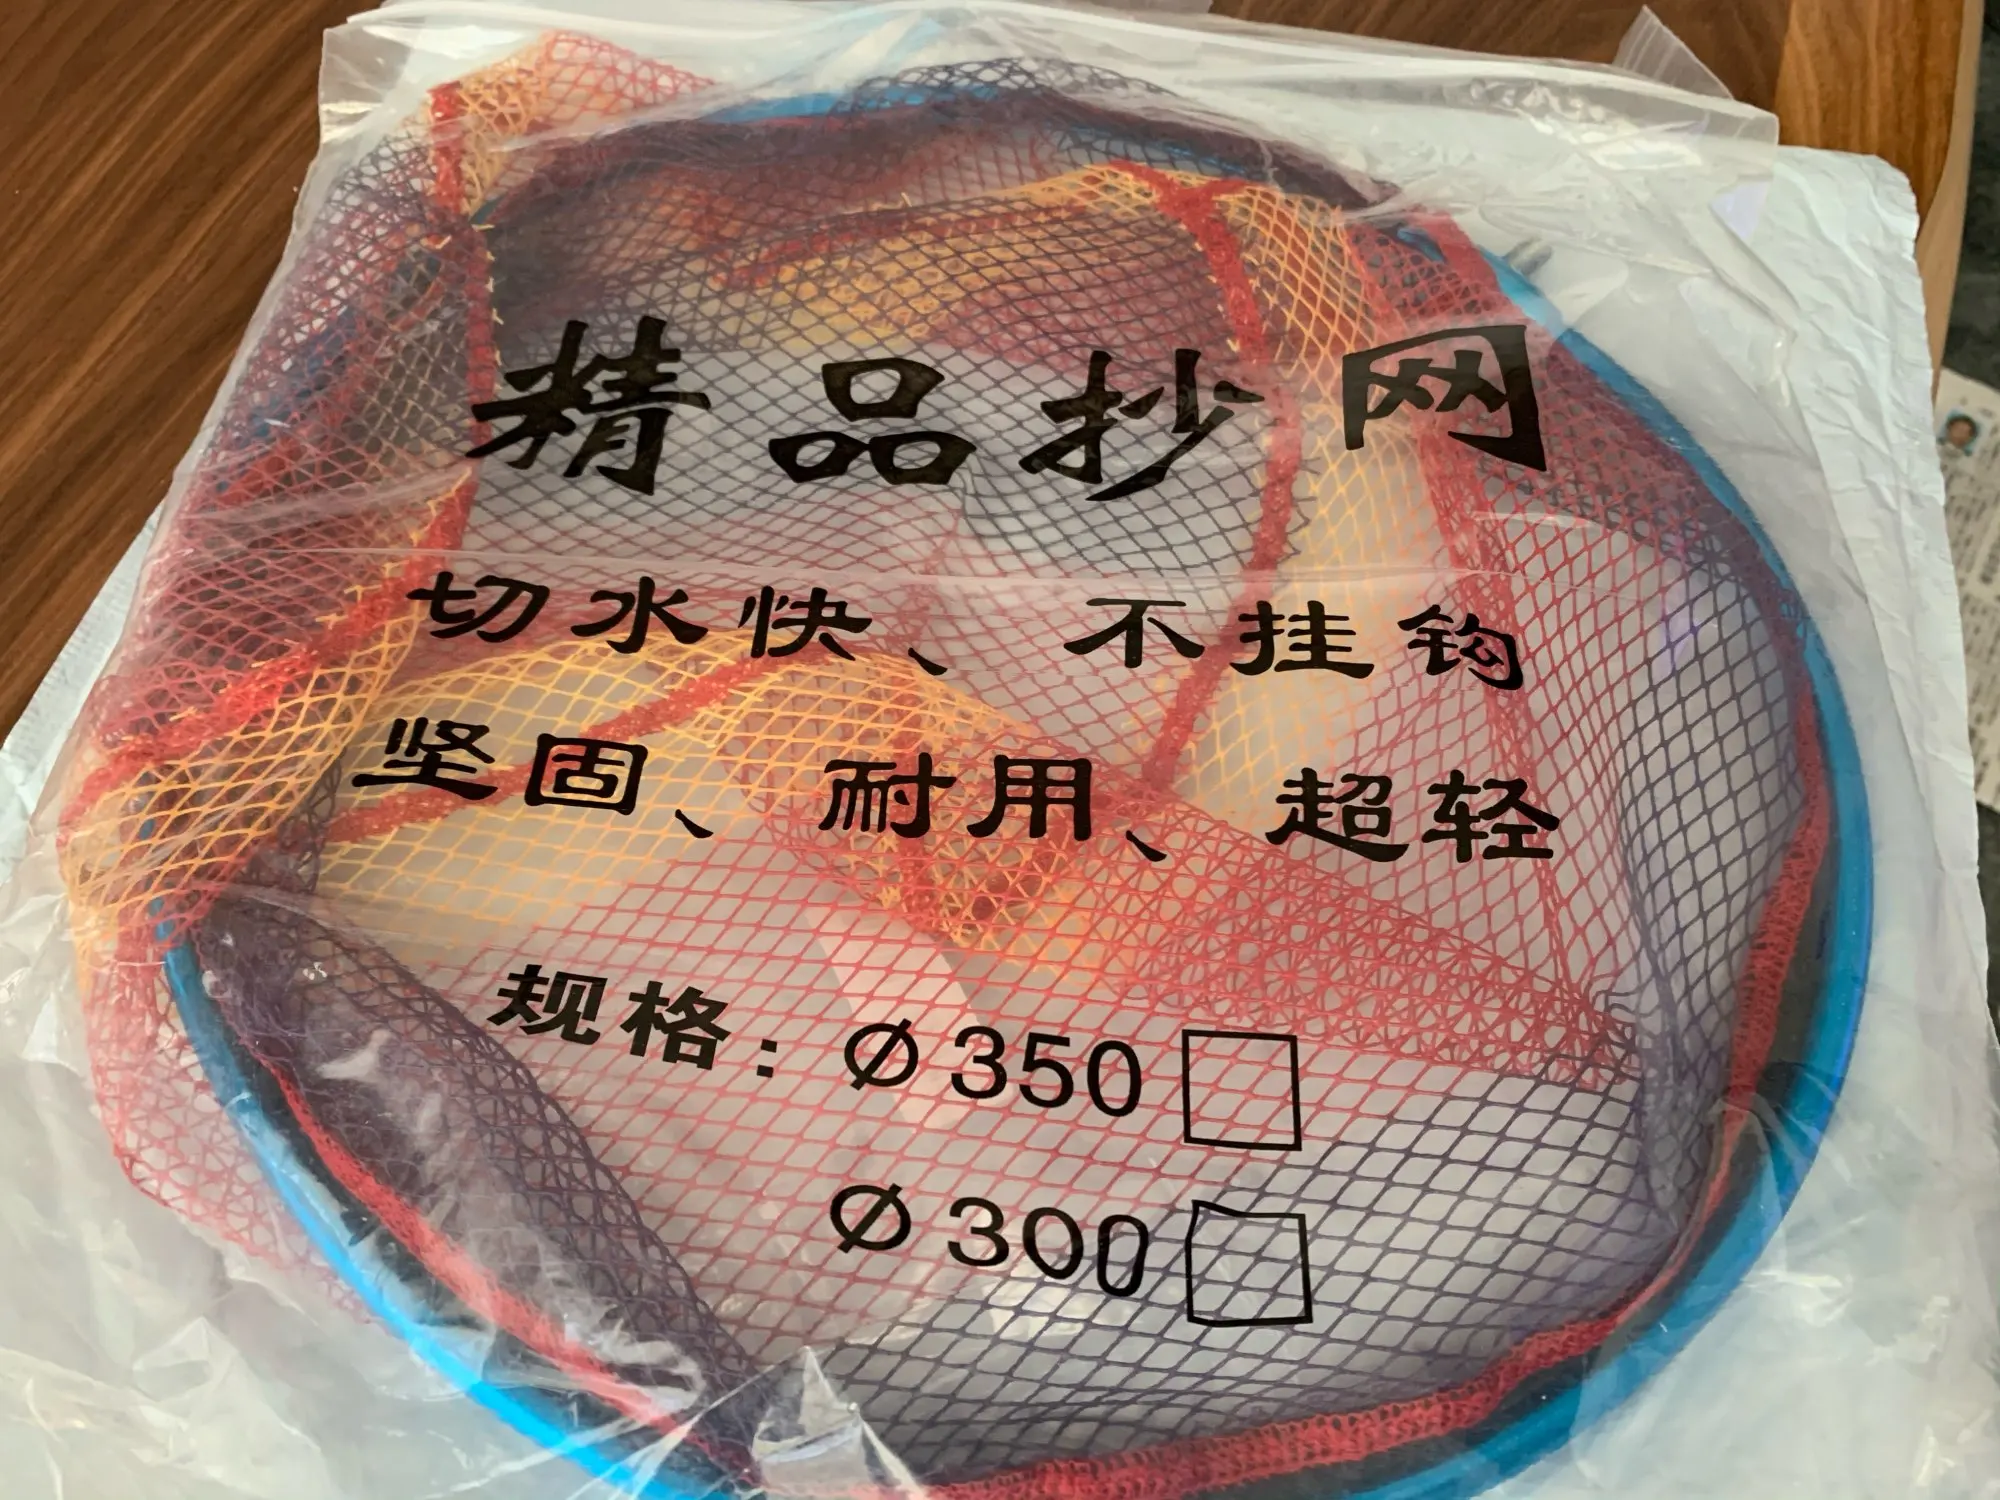 精品抄网
切水快、不挂钩
坚固、耐用、超轻
规格：Ø350□
Ø300□